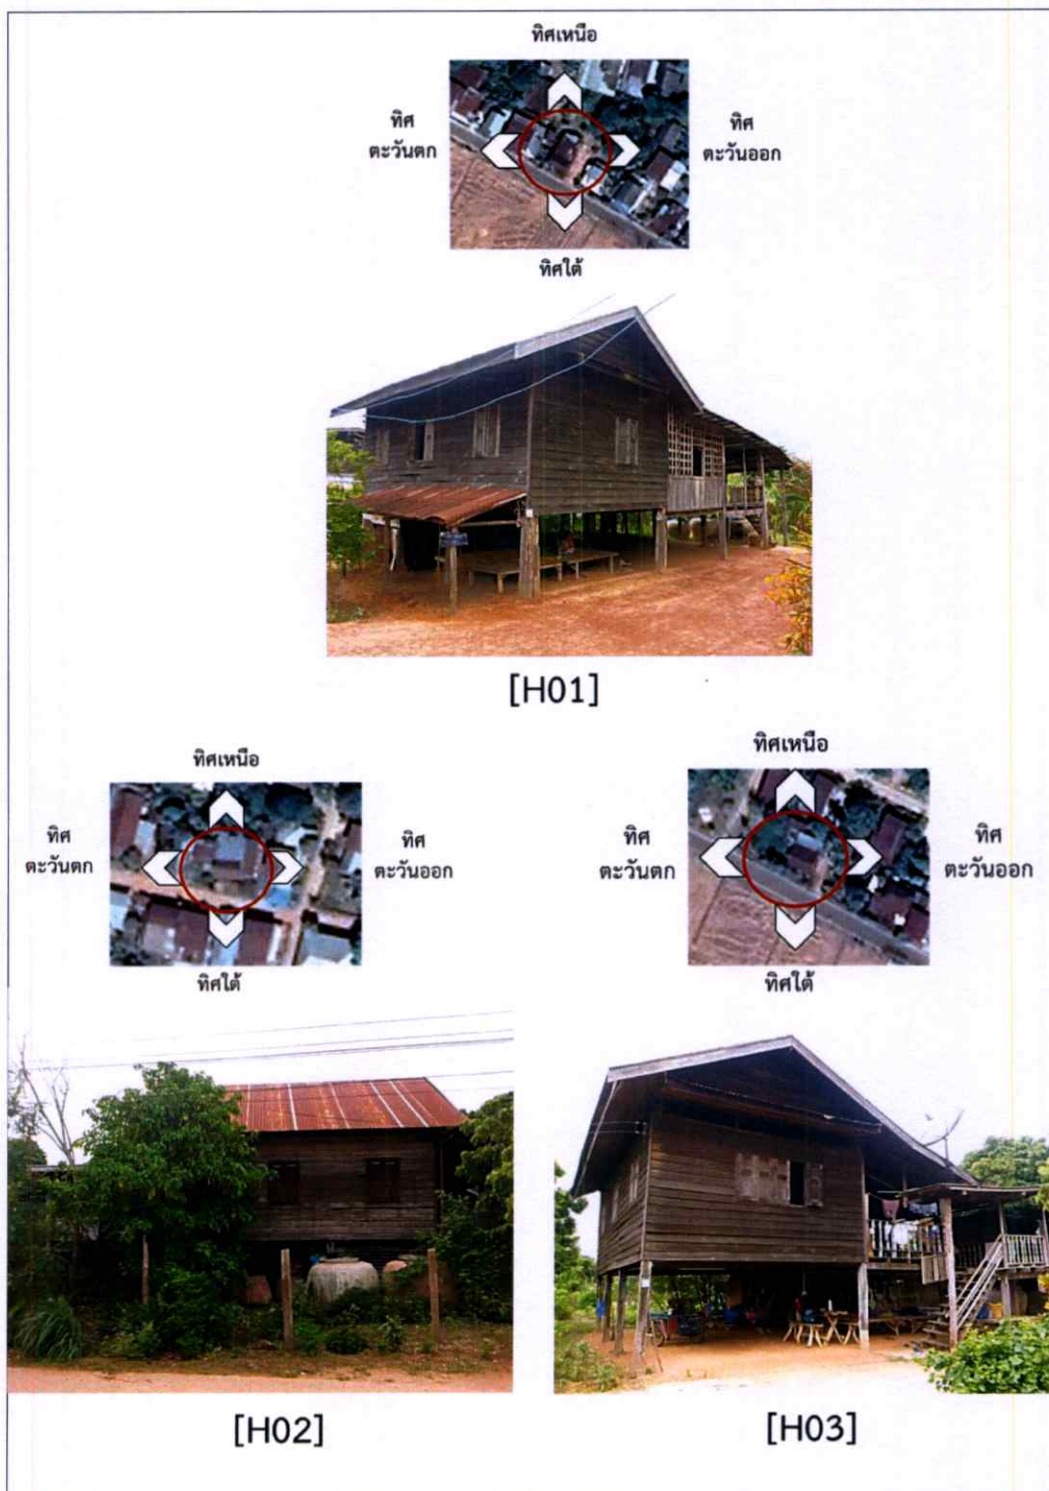 ทิศเหนือ
ทิศ
ตะวันตก
ทิศ
ตะวันออก
ทิศใต้
[H01]
ทิศเหนือ
ทิศ
ตะวันตก
ทิศ
ตะวันออก
ทิศใต้
[H02]
ทิศเหนือ
ทิศ
ตะวันตก
ทิศ
ตะวันออก
ทิศใต้
[H03]